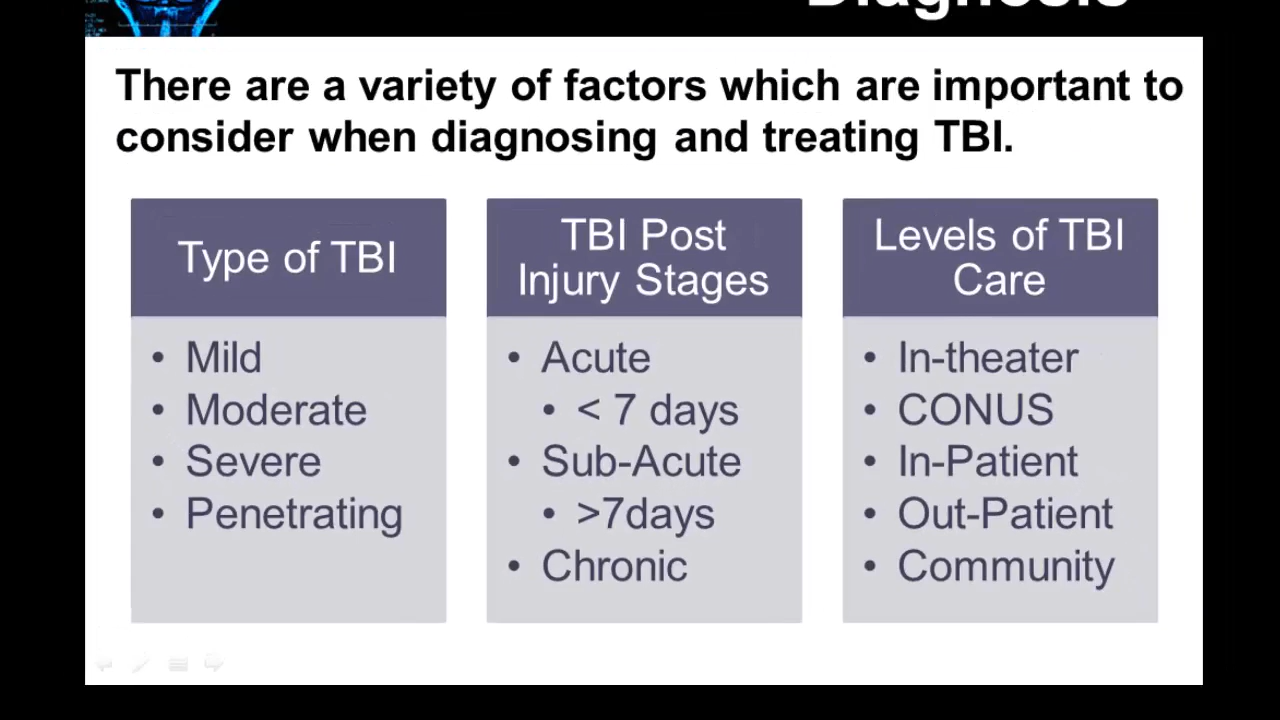 Diagnosis
There are a variety of factors which are important to
consider when diagnosing and treating TBI.
Type of TBI
• Mild
• Moderate
• Severe
• Penetrating
TBI Post
Injury Stages
• Acute
• < 7 days
• Sub-Acute
• >7days
• Chronic
Levels of TBI
Care
• In-theater
• CONUS
• In-Patient
• Out-Patient
• Community